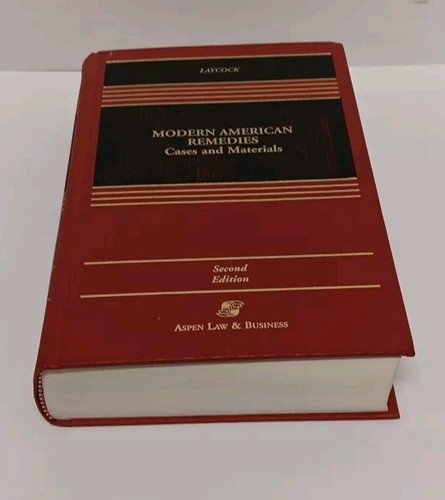 LAYCOCK
MODERN AMERICAN
REMEDIES
Cases and Materials
Second
Edition
ASPEN LAW & BUSINESS